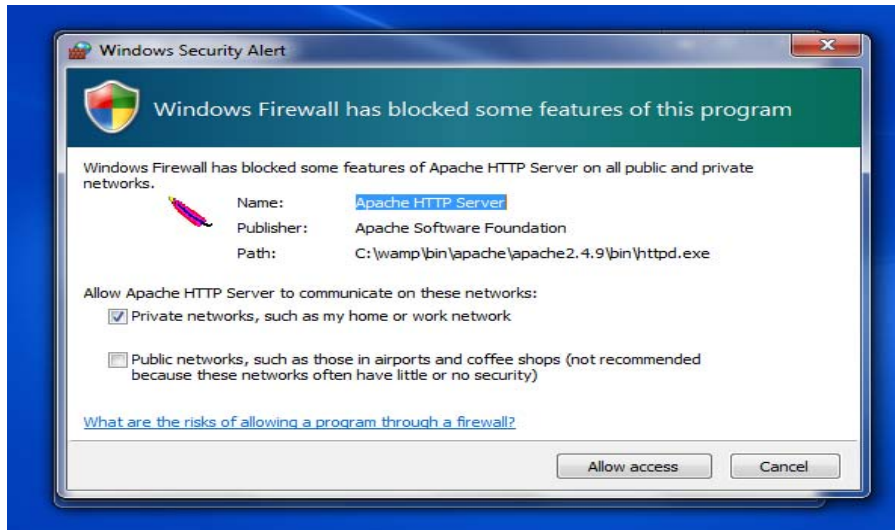 Windows Security Alert
Windows Firewall has blocked some features of this program
Windows Firewall has blocked some features of Apache HTTP Server on all public and private
networks.
Name: Apache HTTP Server
Publisher: Apache Software Foundation
Path: C:\wamp\bin\apache\apache2.4.9\bin\httpd.exe
Allow Apache HTTP Server to communicate on these networks:
Private networks, such as my home or work network
Public networks, such as those in airports and coffee shops (not recommended
because these networks often have little or no security)
What are the risks of allowing a program through a firewall?
Allow access Cancel